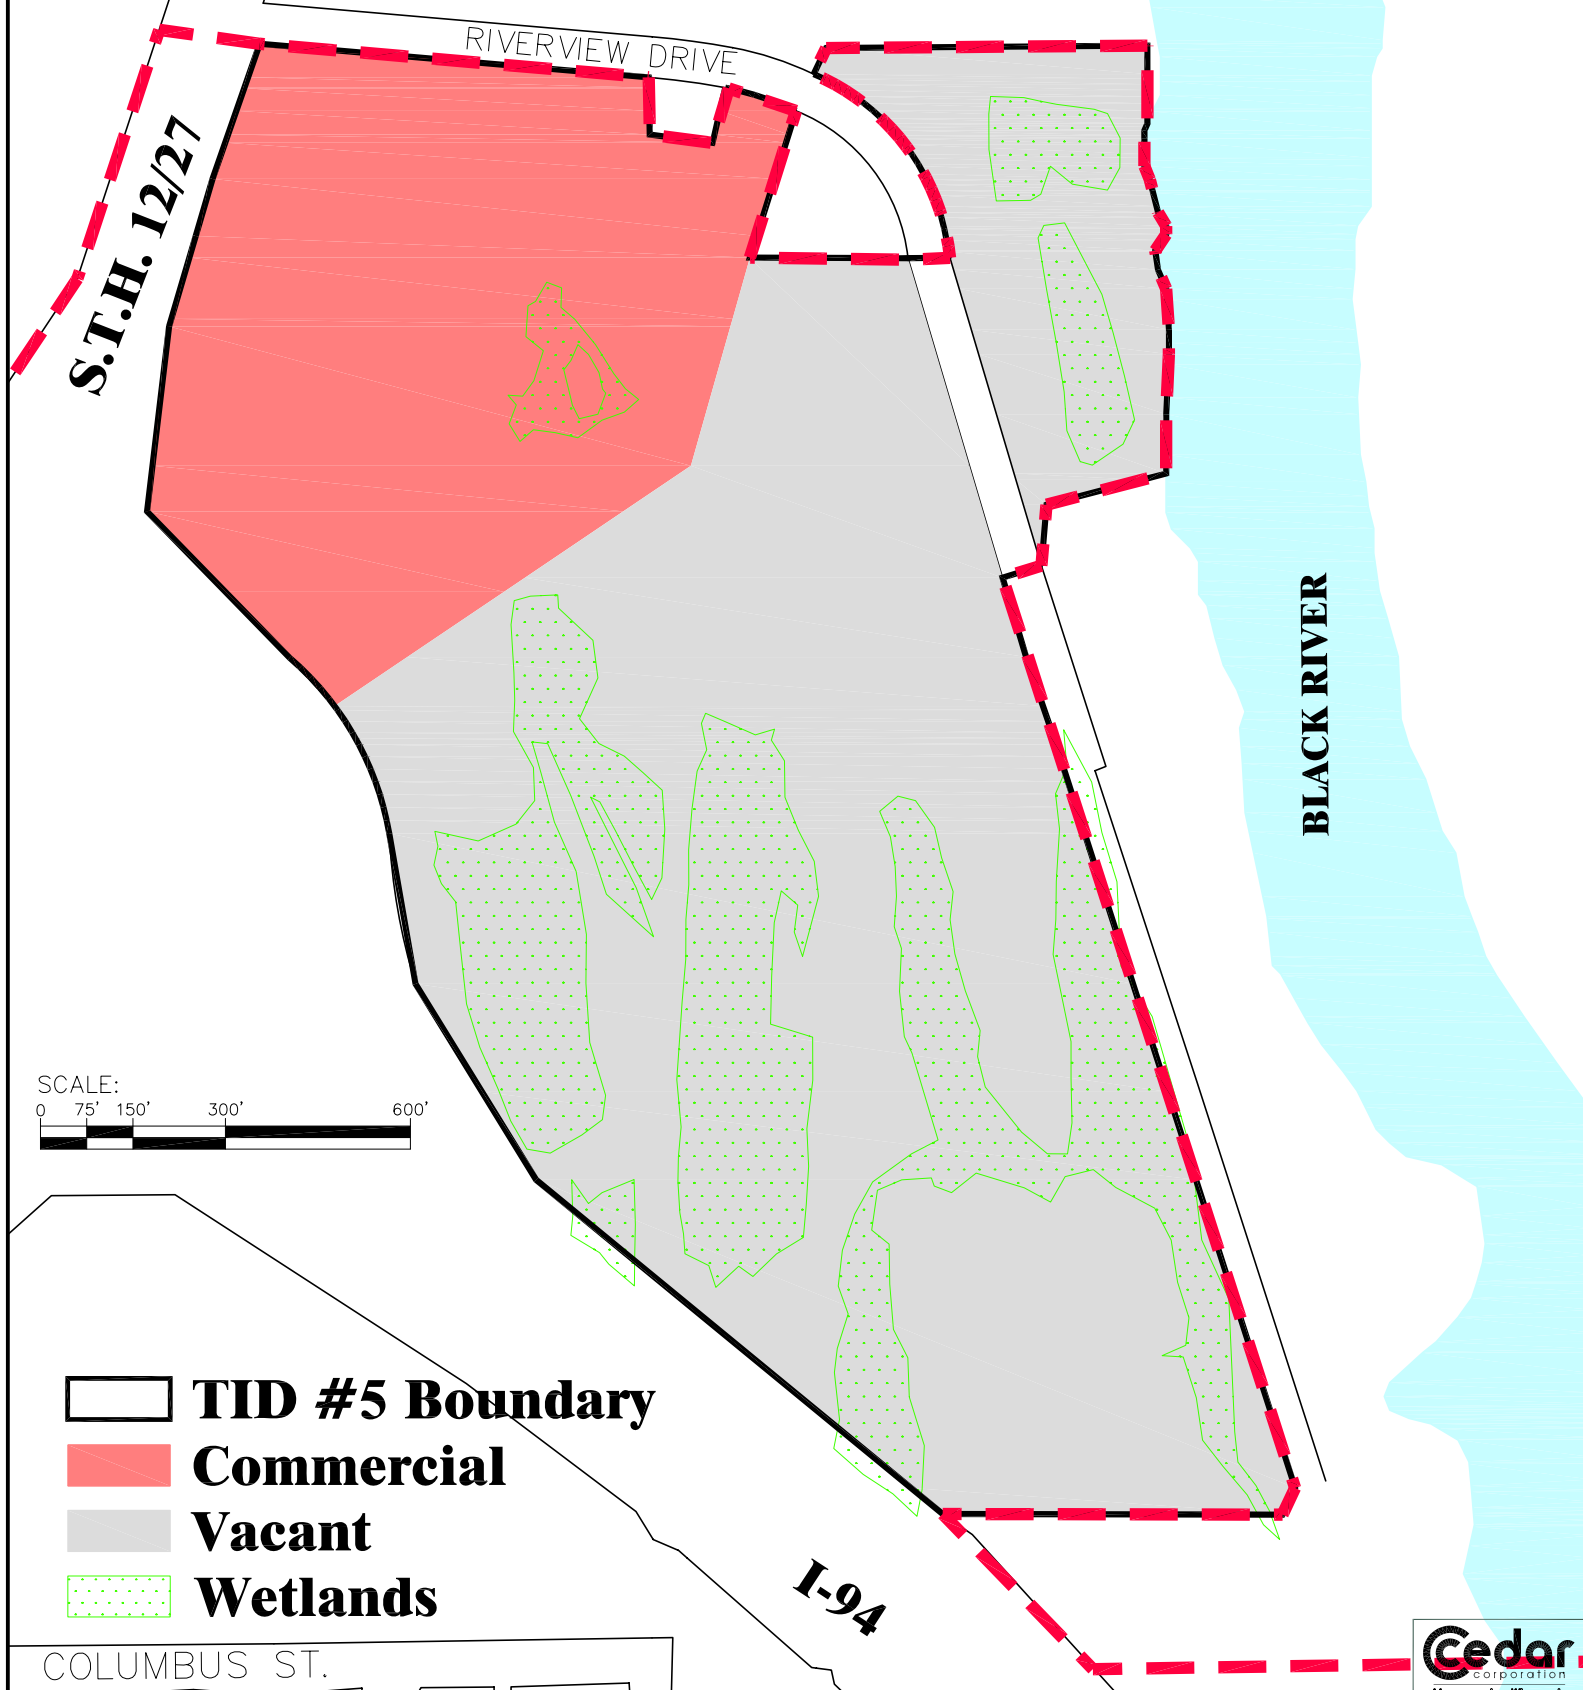 RIVERVIEW DRIVE
S.T.H. 12/27
BLACK RIVER
SCALE:
0 75' 150' 300' 600'
TID #5 Boundary
Commercial
Vacant
Wetlands
I-94
COLUMBUS ST.
Cedar
corporation